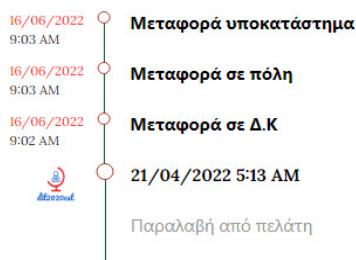 16/06/2022
9:03 AM
Μεταφορά υποκατάστημα
16/06/2022
9:03 AM
Μεταφορά σε πόλη
16/06/2022
9:02 AM
Μεταφορά σε Δ.Κ
21/04/2022 5:13 AM
dit2020out
Παραλαβή από πελάτη